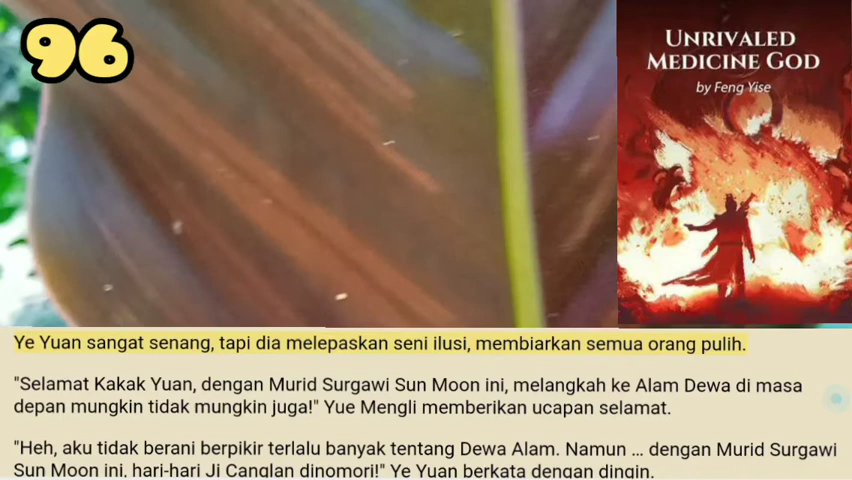 96
UNRIVALED
MEDICINE GOD
by Feng Yise
Ye Yuan sangat senang, tapi dia melepaskan seni ilusi, membiarkan semua orang pulih.
"Selamat Kakak Yuan, dengan Murid Surgawi Sun Moon ini, melangkah ke Alam Dewa di masa
depan mungkin tidak mungkin juga!" Yue Mengli memberikan ucapan selamat.
"Heh, aku tidak berani berpikir terlalu banyak tentang Dewa Alam. Namun ... dengan Murid Surgawi
Sun Moon ini, hari-hari Ji Canglan dinomori!" Ye Yuan berkata dengan dingin.